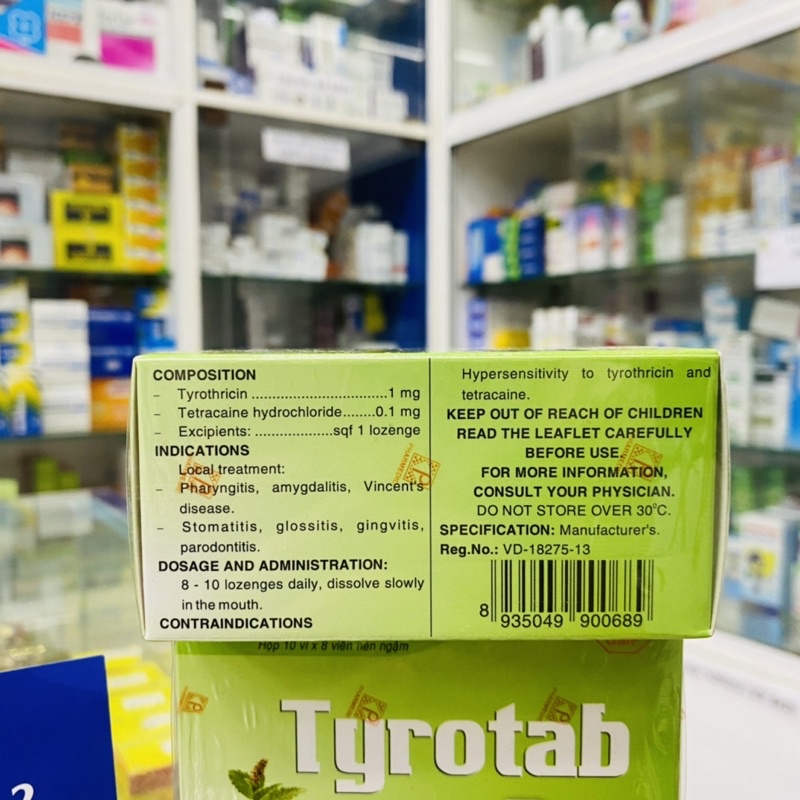 COMPOSITION
– Tyrothricin ..................................1 mg
– Tetracaine hydrochloride........0.1 mg
– Excipients: ...................sqf 1 lozenge
INDICATIONS
Local treatment:
– Pharyngitis, amygdalitis, Vincent's
disease.
– Stomatitis, glossitis, gingvitis,
parodontitis.
DOSAGE AND ADMINISTRATION:
8 - 10 lozenges daily, dissolve slowly
in the mouth.
CONTRAINDICATIONS
Hypersensitivity to tyrothricin and
tetracaine.
KEEP OUT OF REACH OF CHILDREN
READ THE LEAFLET CAREFULLY
BEFORE USE.
FOR MORE INFORMATION,
CONSULT YOUR PHYSICIAN.
DO NOT STORE OVER 30°C.
SPECIFICATION: Manufacturer's.
Reg.No.: VD-18275-13
8 935049 900689
Hộp 10 vỉ x 8 viên nén ngậm
Tyrotab
2